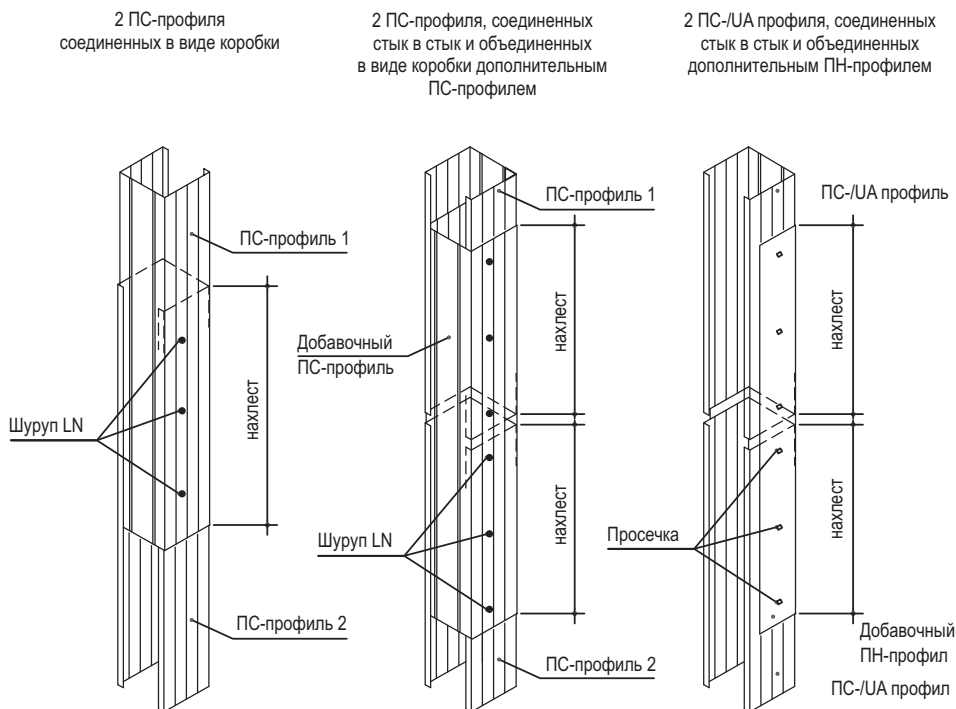 2 ПС-профиля
соединенных в виде коробки
2 ПС-профиля, соединенных
стык в стык и объединенных
в виде коробки дополнительным
ПС-профилем
2 ПС-/UA профиля, соединенных
стык в стык и объединенных
дополнительным ПН-профилем
ПС-профиль 1
нахлест
Шуруп LN
ПС-профиль 2
ПС-профиль 1
нахлест
Добавочный
ПС-профиль
нахлест
Шуруп LN
ПС-профиль 2
ПС-/UA профиль
нахлест
нахлест
Просечка
Добавочный
ПН-профил
ПС-/UA профил